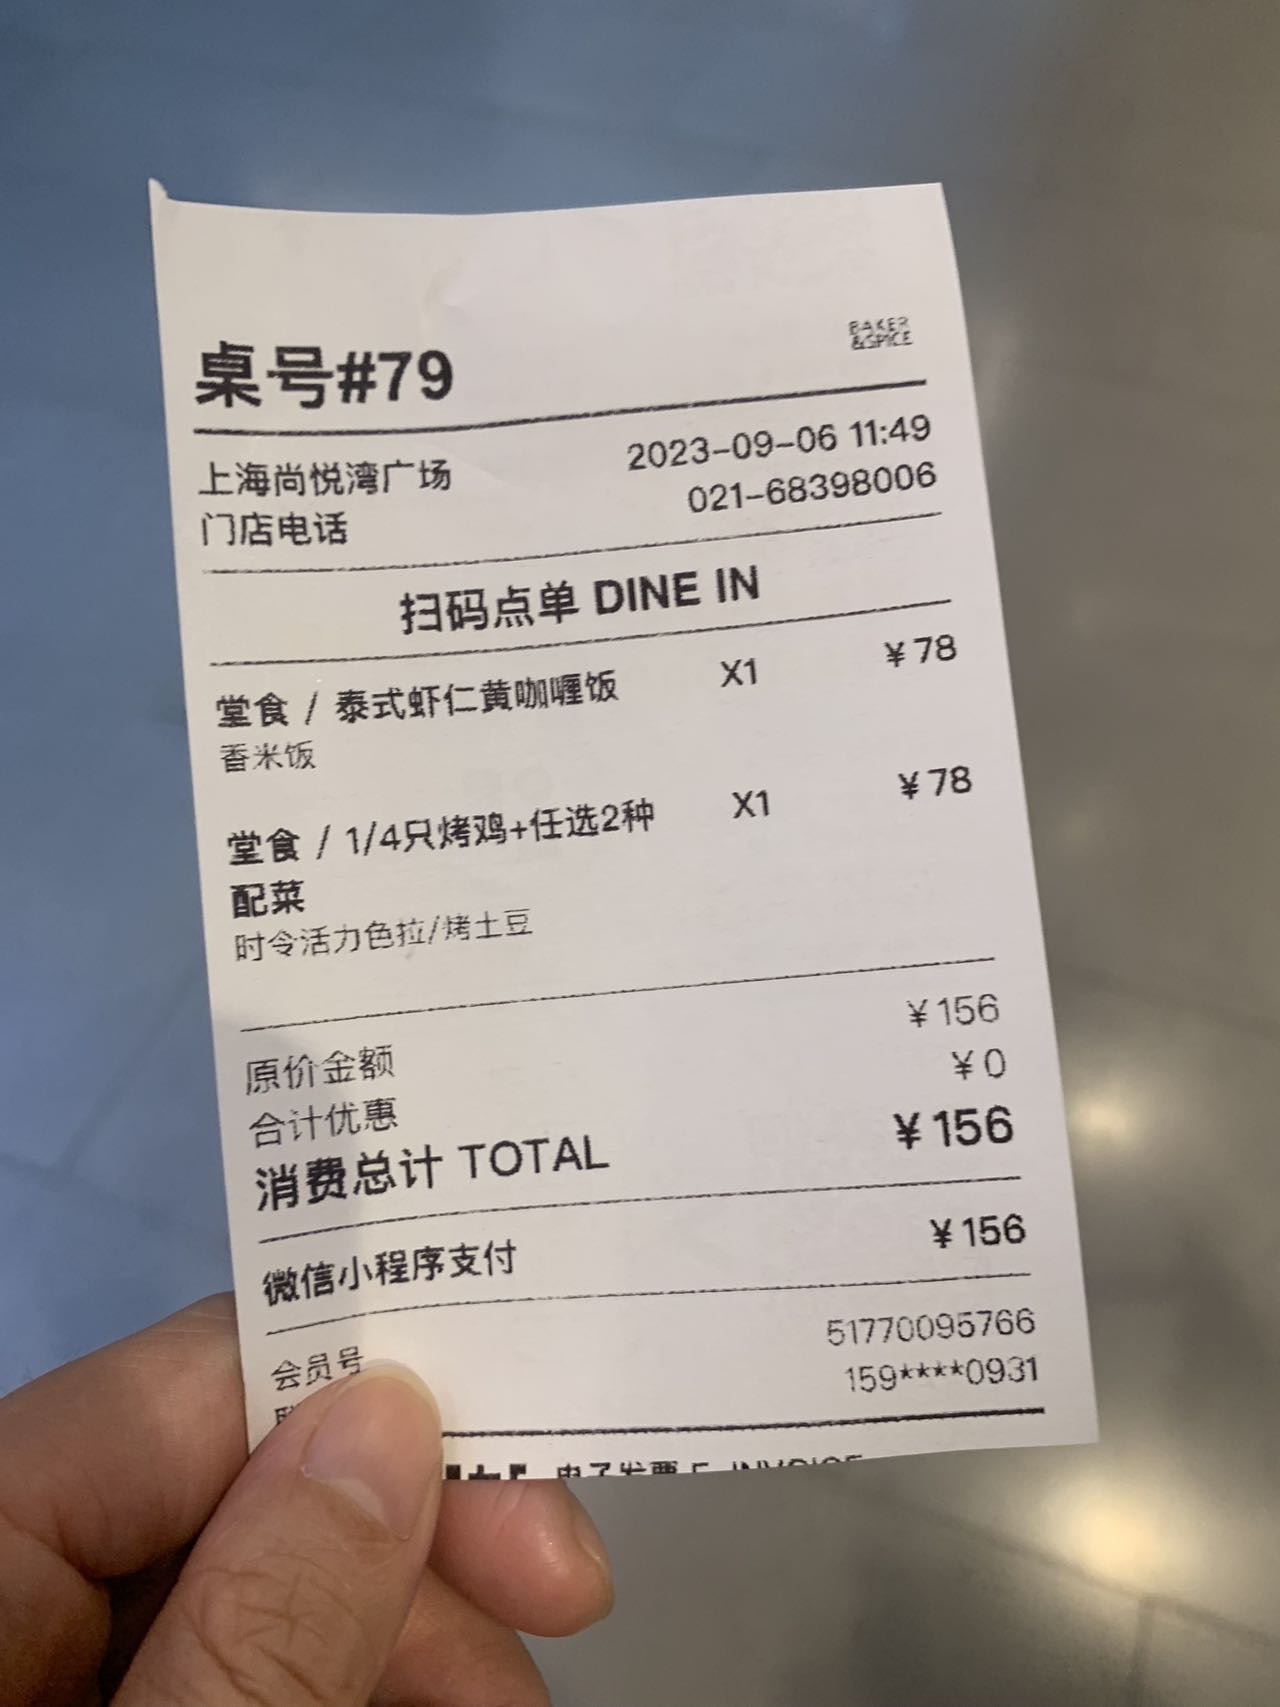 BAKER
&SPICE
桌号#79
上海尚悦湾广场 2023-09-06 11:49
门店电话 021-68398006
扫码点单 DINE IN
堂食 / 泰式虾仁黄咖喱饭 X1 ¥78
香米饭
堂食 / 1/4只烤鸡+任选2种 X1 ¥78
配菜
时令活力色拉/烤土豆
原价金额 ¥156
合计优惠 ¥0
消费总计 TOTAL ¥156
微信小程序支付 ¥156
会员号 51770095766
159****0931
电子发票 E-INVOICE